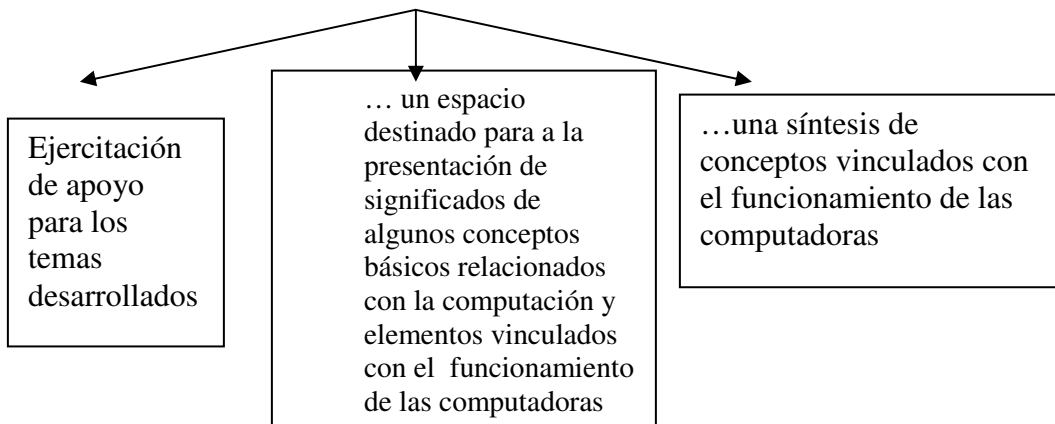 Ejercitación
de apoyo
para los
temas
desarrollados
… un espacio
destinado para a la
presentación de
significados de
algunos conceptos
básicos relacionados
con la computación y
elementos vinculados
con el funcionamiento
de las computadoras
…una síntesis de
conceptos vinculados con
el funcionamiento de las
computadoras